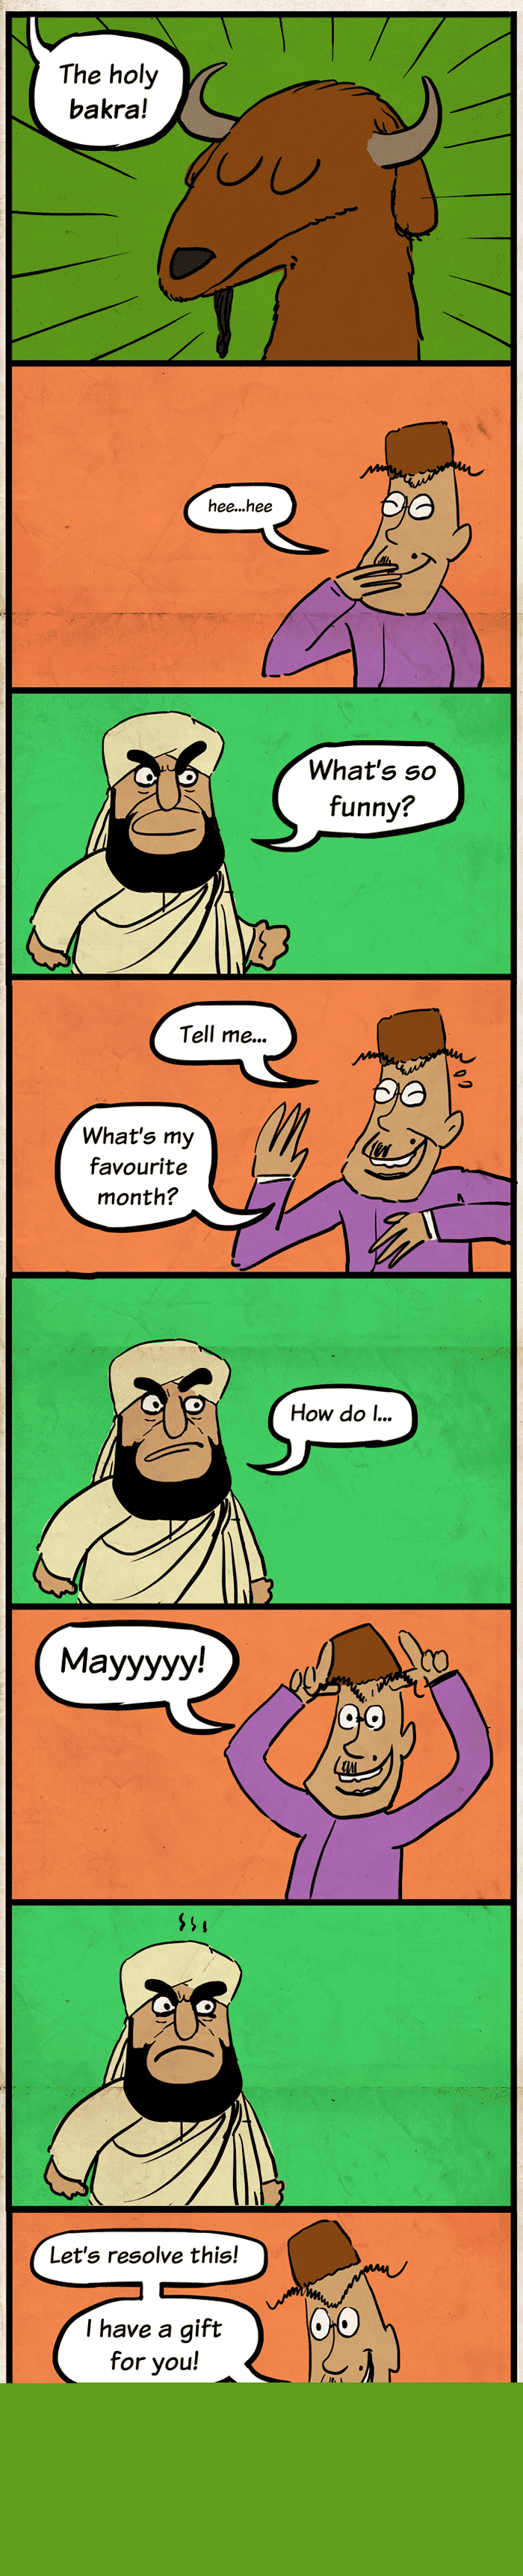 The holy
bakra!
hee...hee
What's so
funny?
Tell me...
What's my
favourite
month?
How do I...
Mayyyyy!
Let's resolve this!
I have a gift
for you!